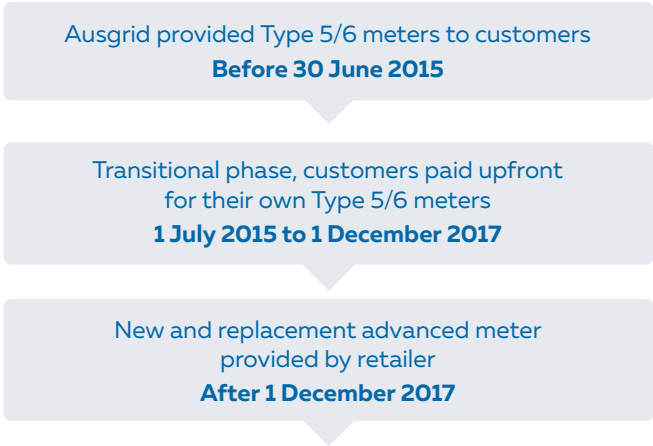 Ausgrid provided Type 5/6 meters to customers
Before 30 June 2015
Transitional phase, customers paid upfront
for their own Type 5/6 meters
1 July 2015 to 1 December 2017
New and replacement advanced meter
provided by retailer
After 1 December 2017